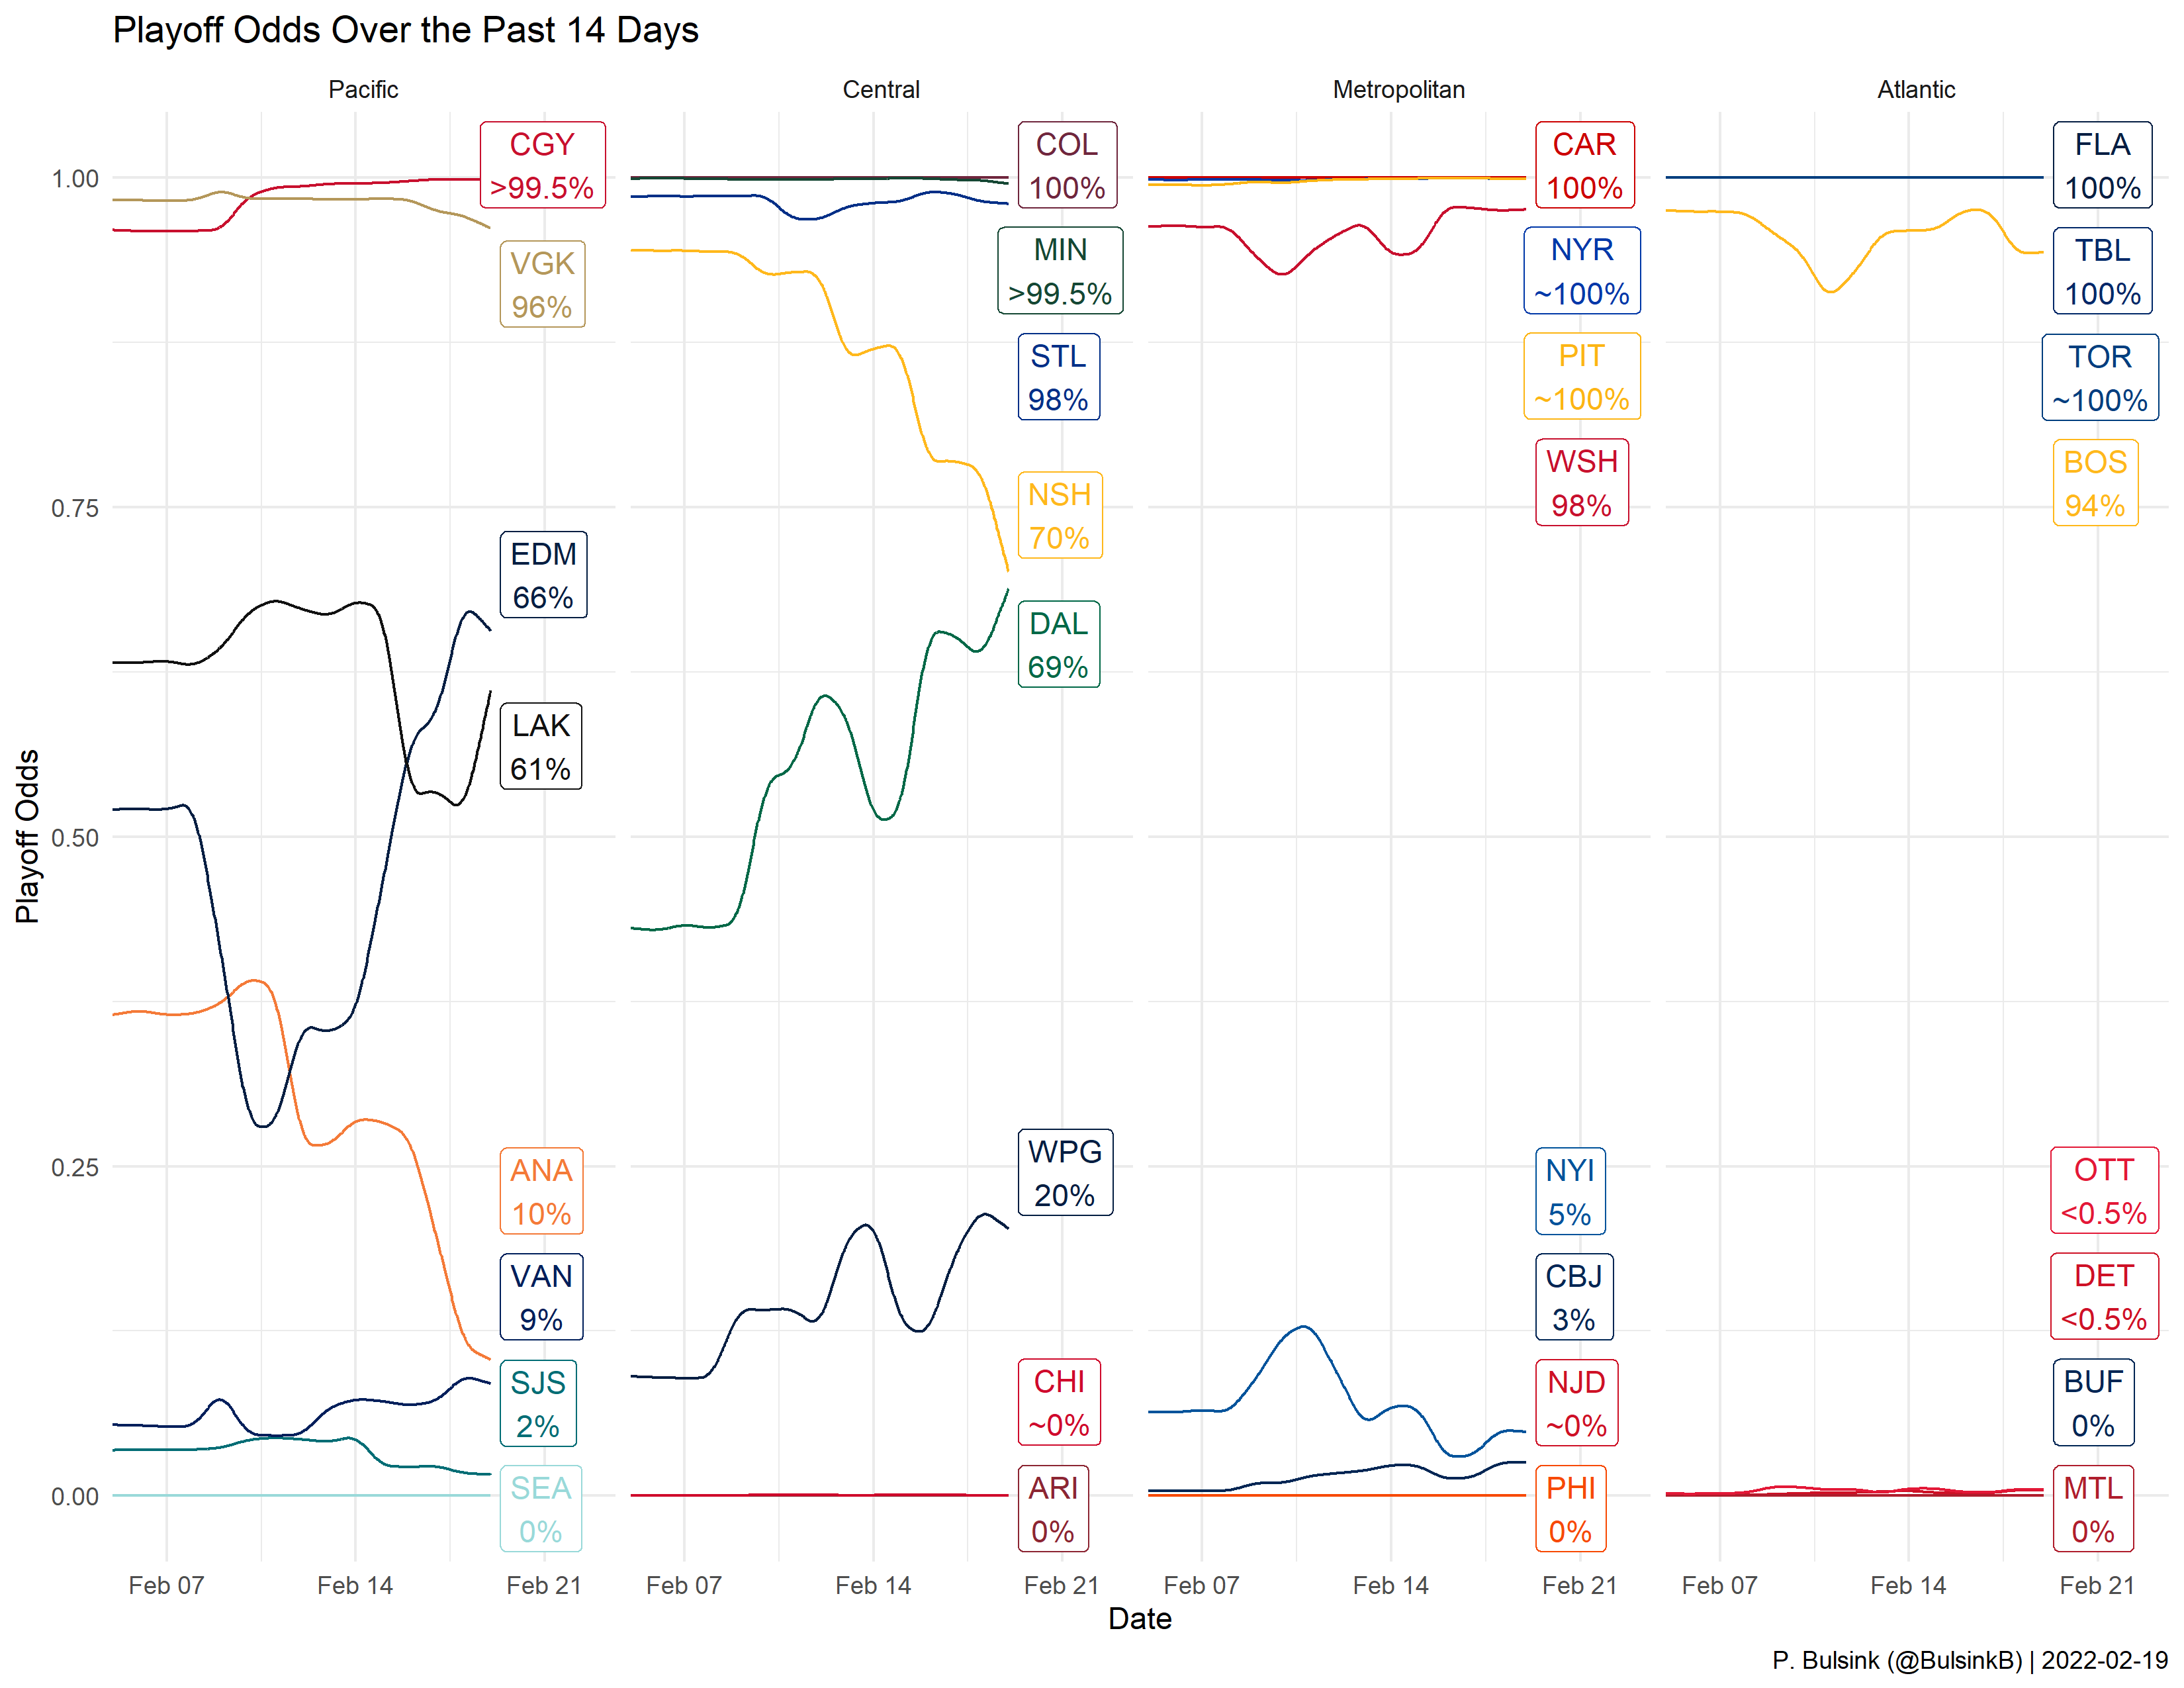 Playoff Odds Over the Past 14 Days
Pacific
Central
Metropolitan
Atlantic
Playoff Odds
1.00
0.75
0.50
0.25
0.00
CGY
>99.5%
VGK
96%
EDM
66%
LAK
61%
ANA
10%
VAN
9%
SJS
2%
SEA
0%
COL
100%
MIN
>99.5%
STL
98%
NSH
70%
DAL
69%
WPG
20%
CHI
~0%
ARI
0%
CAR
100%
NYR
~100%
PIT
~100%
WSH
98%
NYI
5%
CBJ
3%
NJD
~0%
PHI
0%
FLA
100%
TBL
100%
TOR
~100%
BOS
94%
OTT
<0.5%
DET
<0.5%
BUF
0%
MTL
0%
Feb 07 Feb 14 Feb 21 Feb 07 Feb 14 Feb 21 Feb 07 Feb 14 Feb 21 Feb 07 Feb 14 Feb 21
Date
P. Bulsink (@BulsinkB) | 2022-02-19